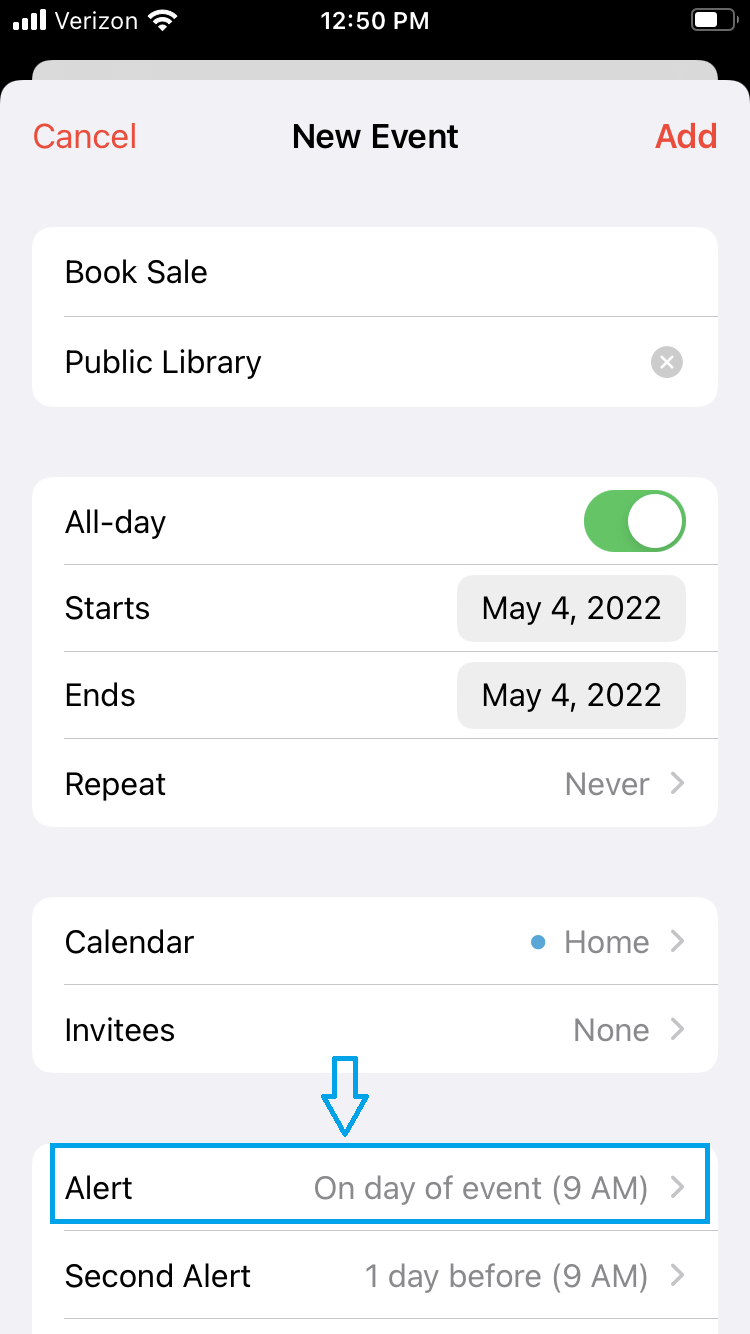 Verizon 12:50 PM
Cancel New Event Add
Book Sale
Public Library
All-day
Starts May 4, 2022
Ends May 4, 2022
Repeat Never
Calendar Home
Invitees None
Alert On day of event (9 AM)
Second Alert 1 day before (9 AM)